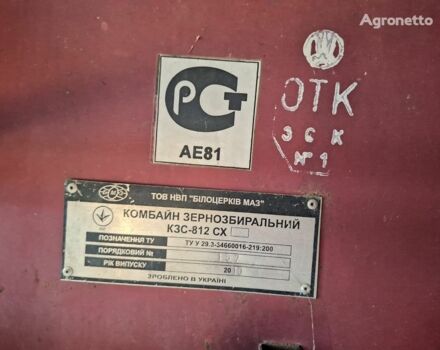 Agronetto
РСТ
АЕ81
ОТК
36К
№1
ТОВ НВП "БІЛОЦЕРКІВ МАЗ"
КОМБАЙН ЗЕРНОЗБИРАЛЬНИЙ
КЗС-812 СХ
ПОЗНАЧЕННЯ ТУ ТУ У 29.3-34660016-219:200
ПОРЯДКОВИЙ №
РІК ВИПУСКУ 20
ЗРОБЛЕНО В УКРАЇНІ